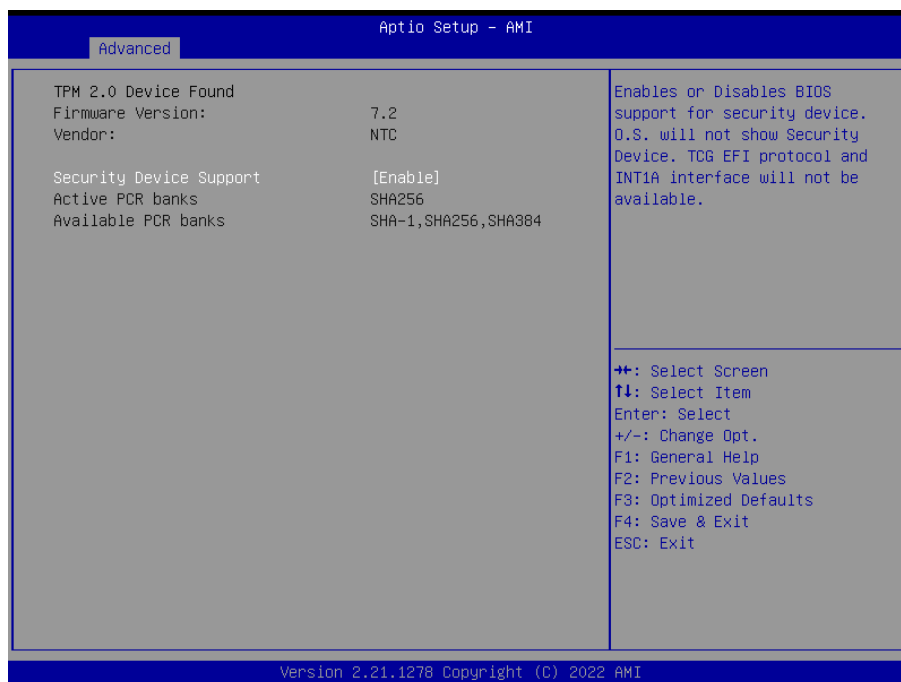 Aptio Setup – AMI
Advanced
TPM 2.0 Device Found
Firmware Version: 7.2
Vendor: NTC
Security Device Support [Enable]
Active PCR banks SHA256
Available PCR banks SHA-1,SHA256,SHA384
Enables or Disables BIOS
support for security device.
O.S. will not show Security
Device. TCG EFI protocol and
INT1A interface will not be
available.
→←: Select Screen
↑↓: Select Item
Enter: Select
+/-: Change Opt.
F1: General Help
F2: Previous Values
F3: Optimized Defaults
F4: Save & Exit
ESC: Exit
Version 2.21.1278 Copyright (C) 2022 AMI